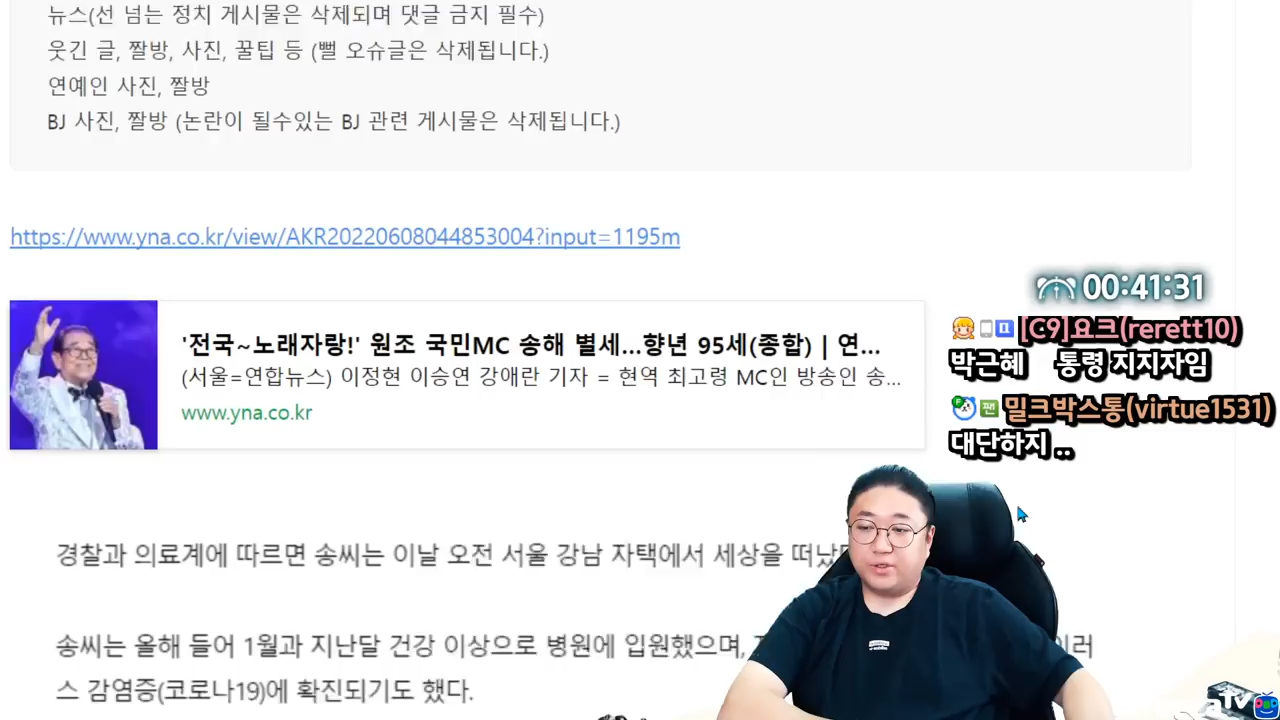 뉴스(선 넘는 정치 게시물은 삭제되며 댓글 금지 필수)
웃긴 글, 짤방, 사진, 꿀팁 등 (뻘 오슈글은 삭제됩니다.)
연예인 사진, 짤방
BJ 사진, 짤방 (논란이 될수있는 BJ 관련 게시물은 삭제됩니다.)
https://www.yna.co.kr/view/AKR20220608044853004?input=1195m
'전국~노래자랑!' 원조 국민MC 송해 별세...향년 95세(종합) | 연...
(서울=연합뉴스) 이정현 이승연 강애란 기자 = 현역 최고령 MC인 방송인 송...
www.yna.co.kr
00:41:31
[C9]요크(rerett10)
박근혜 통령 지지자임
팬 밀크박스통(virtue1531)
대단하지 ..
경찰과 의료계에 따르면 송씨는 이날 오전 서울 강남 자택에서 세상을 떠났
송씨는 올해 들어 1월과 지난달 건강 이상으로 병원에 입원했으며, 이러
스 감염증(코로나19)에 확진되기도 했다.
aTV